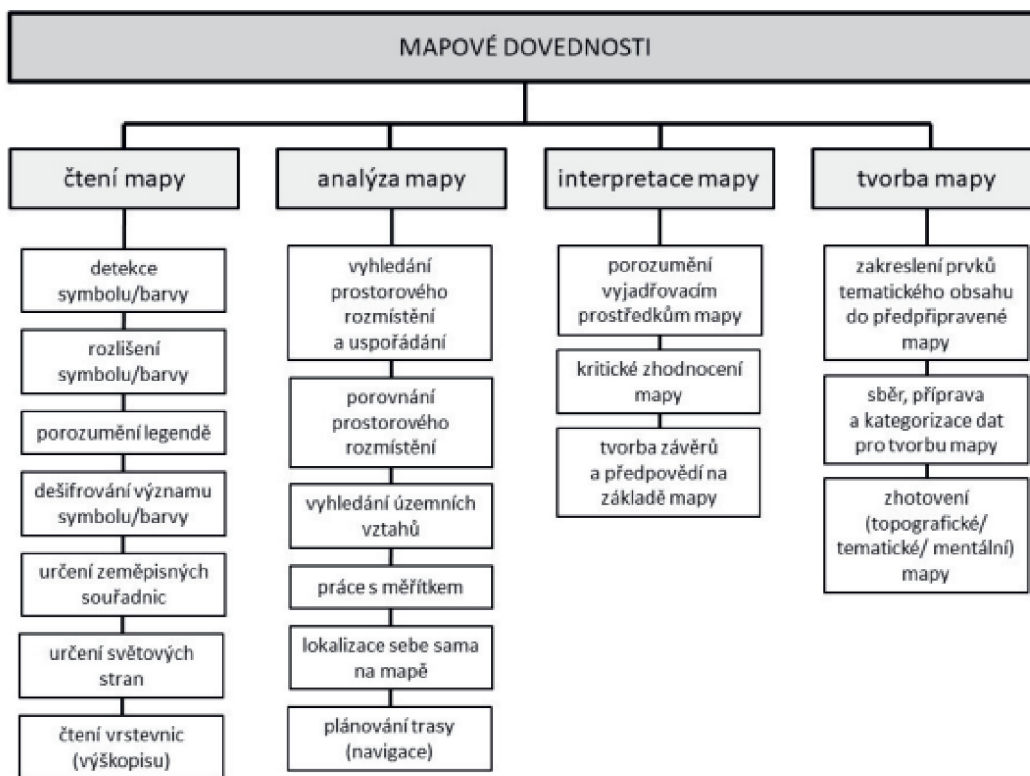 MAPOVÉ DOVEDNOSTI
čtení mapy
detekce
symbolu/barvy
rozlišení
symbolu/barvy
porozumění legendě
dešifrování významu
symbolu/barvy
určení zeměpisných
souřadnic
určení světových
stran
čtení vrstevnic
(výškopisu)
analýza mapy
vyhledání
prostorového
rozmístění
a uspořádání
porovnání
prostorového
rozmístění
vyhledání územních
vztahů
práce s měřítkem
lokalizace sebe sama
na mapě
plánování trasy
(navigace)
interpretace mapy
porozumění
vyjadřovacím
prostředkům mapy
kritické zhodnocení
mapy
tvorba závěrů
a předpovědí na
základě mapy
tvorba mapy
zakreslení prvků
tematického obsahu
do předpřipravené
mapy
sběr, příprava
a kategorizace dat
pro tvorbu mapy
zhotovení
(topografické/
tematické/ mentální)
mapy